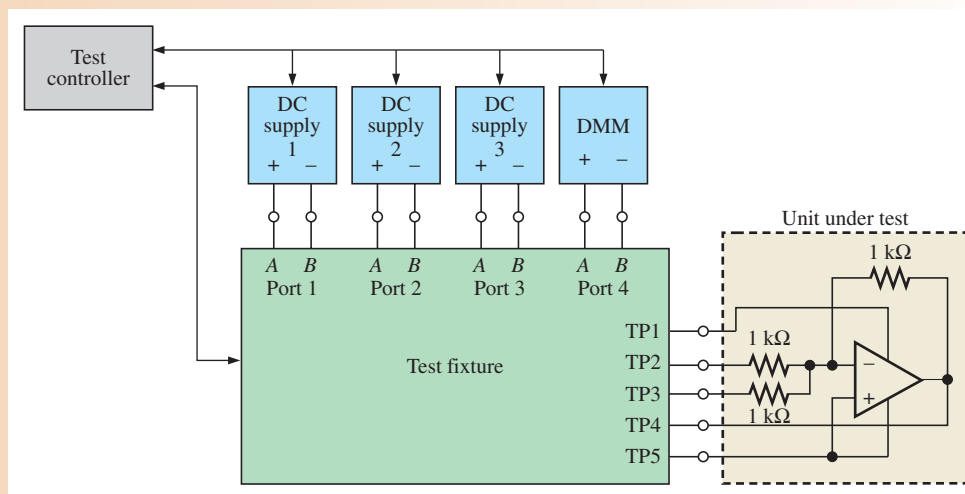 Test
controller
DC
supply
1
+ −
DC
supply
2
+ −
DC
supply
3
+ −
DMM
+ −
A B
Port 1
A B
Port 2
A B
Port 3
A B
Port 4
Test fixture
TP1
TP2
TP3
TP4
TP5
Unit under test
1 kΩ
1 kΩ
1 kΩ
−
+